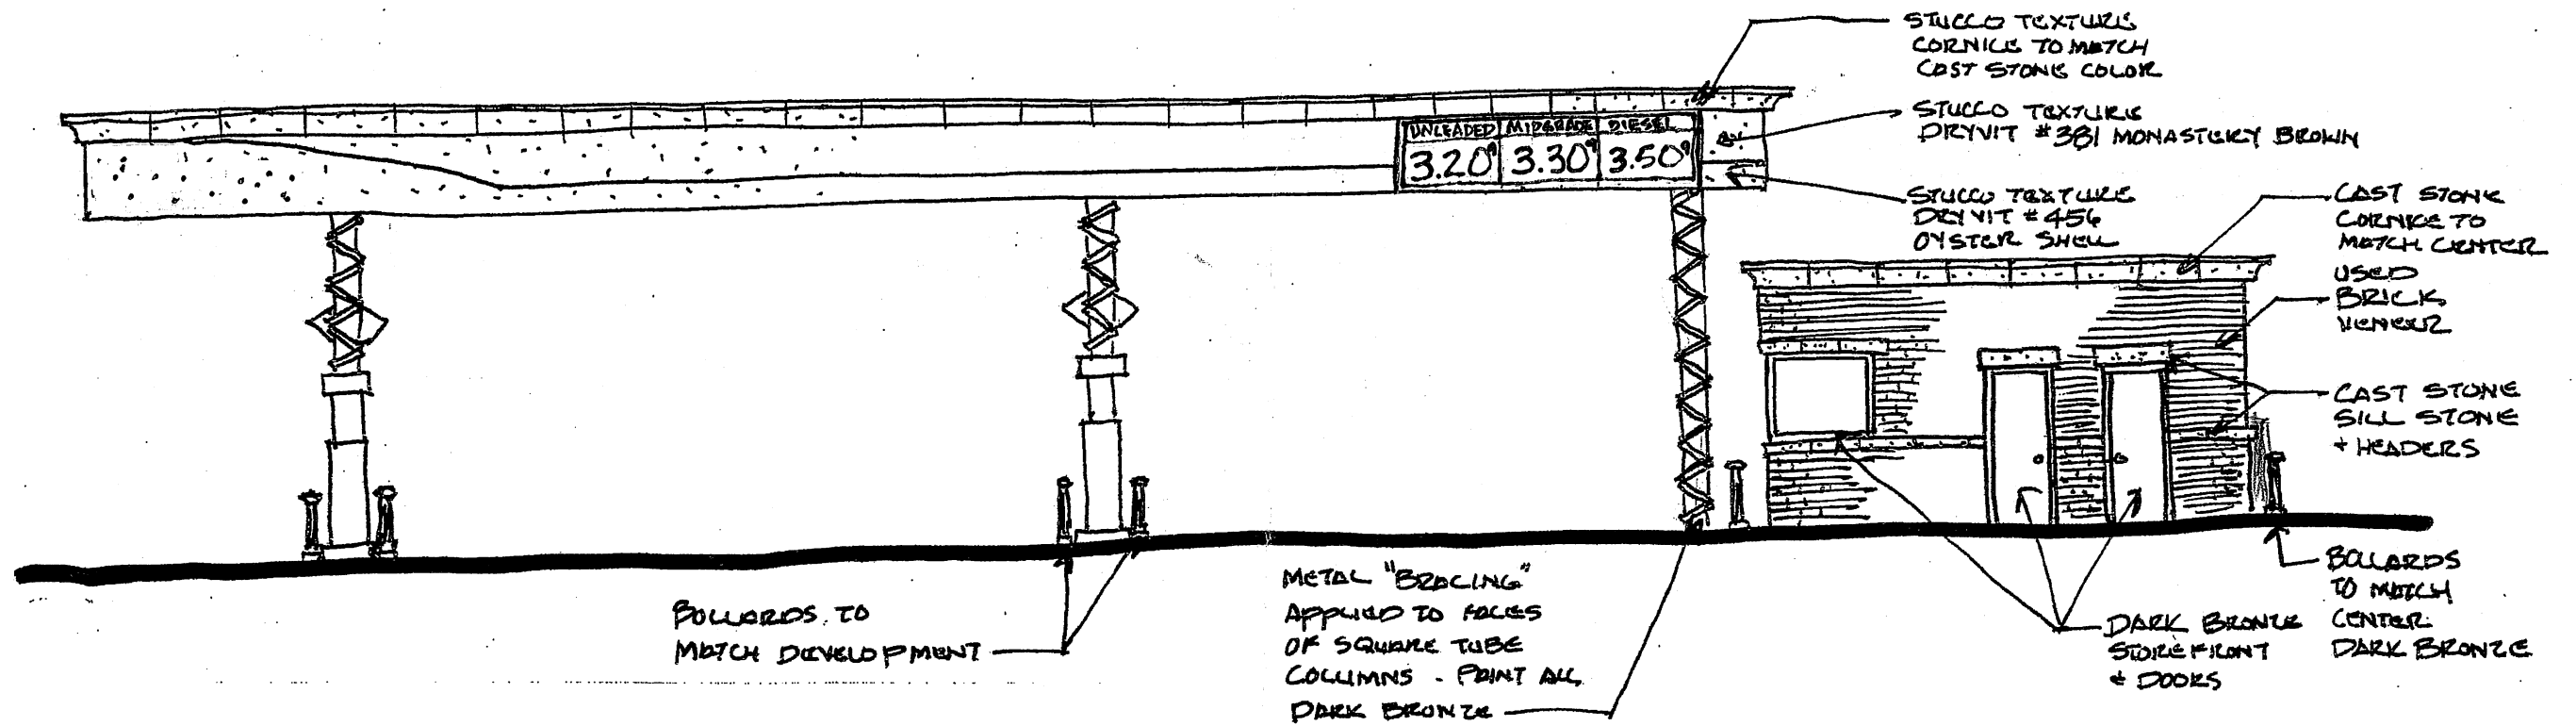 STUCCO TEXTURE
CORNICE TO MATCH
CAST STONE COLOR
STUCCO TEXTURE
DRYVIT #381 MONASTERY BROWN
STUCCO TEXTURE
DRYVIT #456
OYSTER SHELL
UNLEADED MIDGRADE DIESEL
3.20⁹ 3.30⁹ 3.50⁹
CAST STONE
CORNICE TO
MATCH CENTER
USED
BRICK
VENEER
CAST STONE
SILL STONE
+ HEADERS
BOLLARDS TO
MATCH DEVELOPMENT
METAL "BRACING"
APPLIED TO FACES
OF SQUARE TUBE
COLUMNS - PAINT ALL
DARK BRONZE
DARK BRONZE
STOREFRONT
& DOORS
BOLLARDS
TO MATCH
CENTER
DARK BRONZE